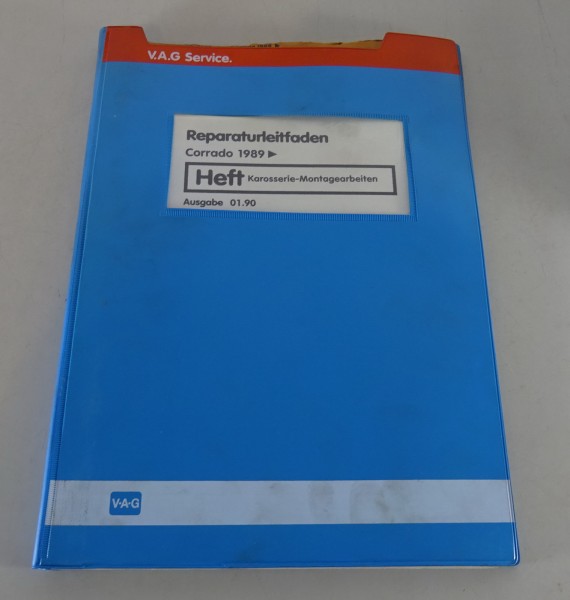 V.A.G Service.
Reparaturleitfaden
Corrado 1989 ►
Heft Karosserie-Montagearbeiten
Ausgabe 01.90
V·A·G